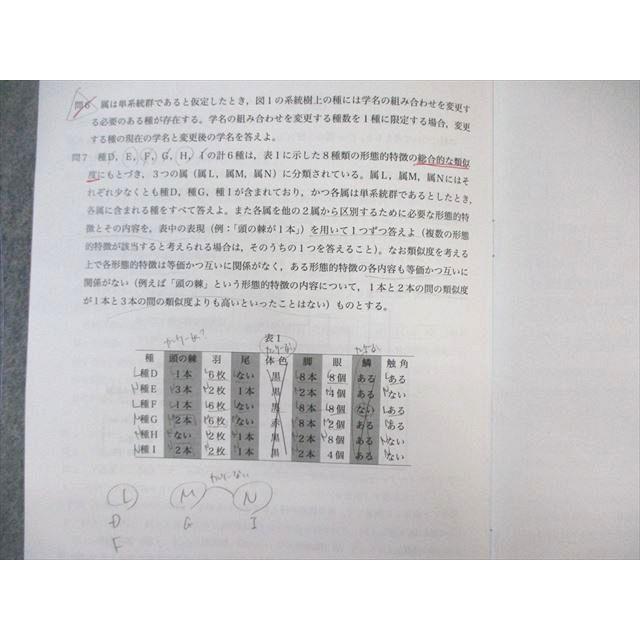 問6 属は単系統群であると仮定したとき，図1の系統樹上の種には学名の組み合わせを変更す
る必要のある種が存在する。学名の組み合わせを変更する種数を1種に限定する場合，変更
する種の現在の学名と変更後の学名を答えよ。
問7 種D，E，F，G，H，Iの計6種は，表1に示した8種類の形態的特徴の総合的な類似
度にもとづき，3つの属（属L，属M，属N）に分類されている。属L，属M，属Nにはそ
れぞれ少なくとも種D，種G，種Iが含まれており，かつ各属は単系統群であるとしたとき，
各属に含まれる種をすべて答えよ。また各属を他の2属から区別するために必要な形態的特
徴とその内容を，表中の表現（例：「頭の棘が1本」）を用いて1つずつ答えよ（複数の形態
的特徴が該当すると考えられる場合は，そのうちの1つを答えること）。なお類似度を考える
上で各形態的特徴は等価かつ互いに関係がなく，ある形態的特徴の各内容も等価かつ互いに
関係がない（例えば「頭の棘」という形態的特徴の内容について，1本と2本の間の類似度
が1本と3本の間の類似度よりも高いといったことはない）ものとする。
表1
種 頭の棘 羽 尾 体色 脚 眼 鱗 触角
種D 1本 6枚 ない 黒 8本 8個 ある ある
種E 3本 2枚 1本 黒 2本 4個 ある ない
種F 1本 6枚 ない 黒 8本 8個 ない ある
種G 2本 6枚 ない 赤 8本 2個 ある ある
種H ない 2枚 1本 黒 2本 8個 ある ない
種I 2本 2枚 1本 黒 2本 4個 ある ない
L M N
D G I
F